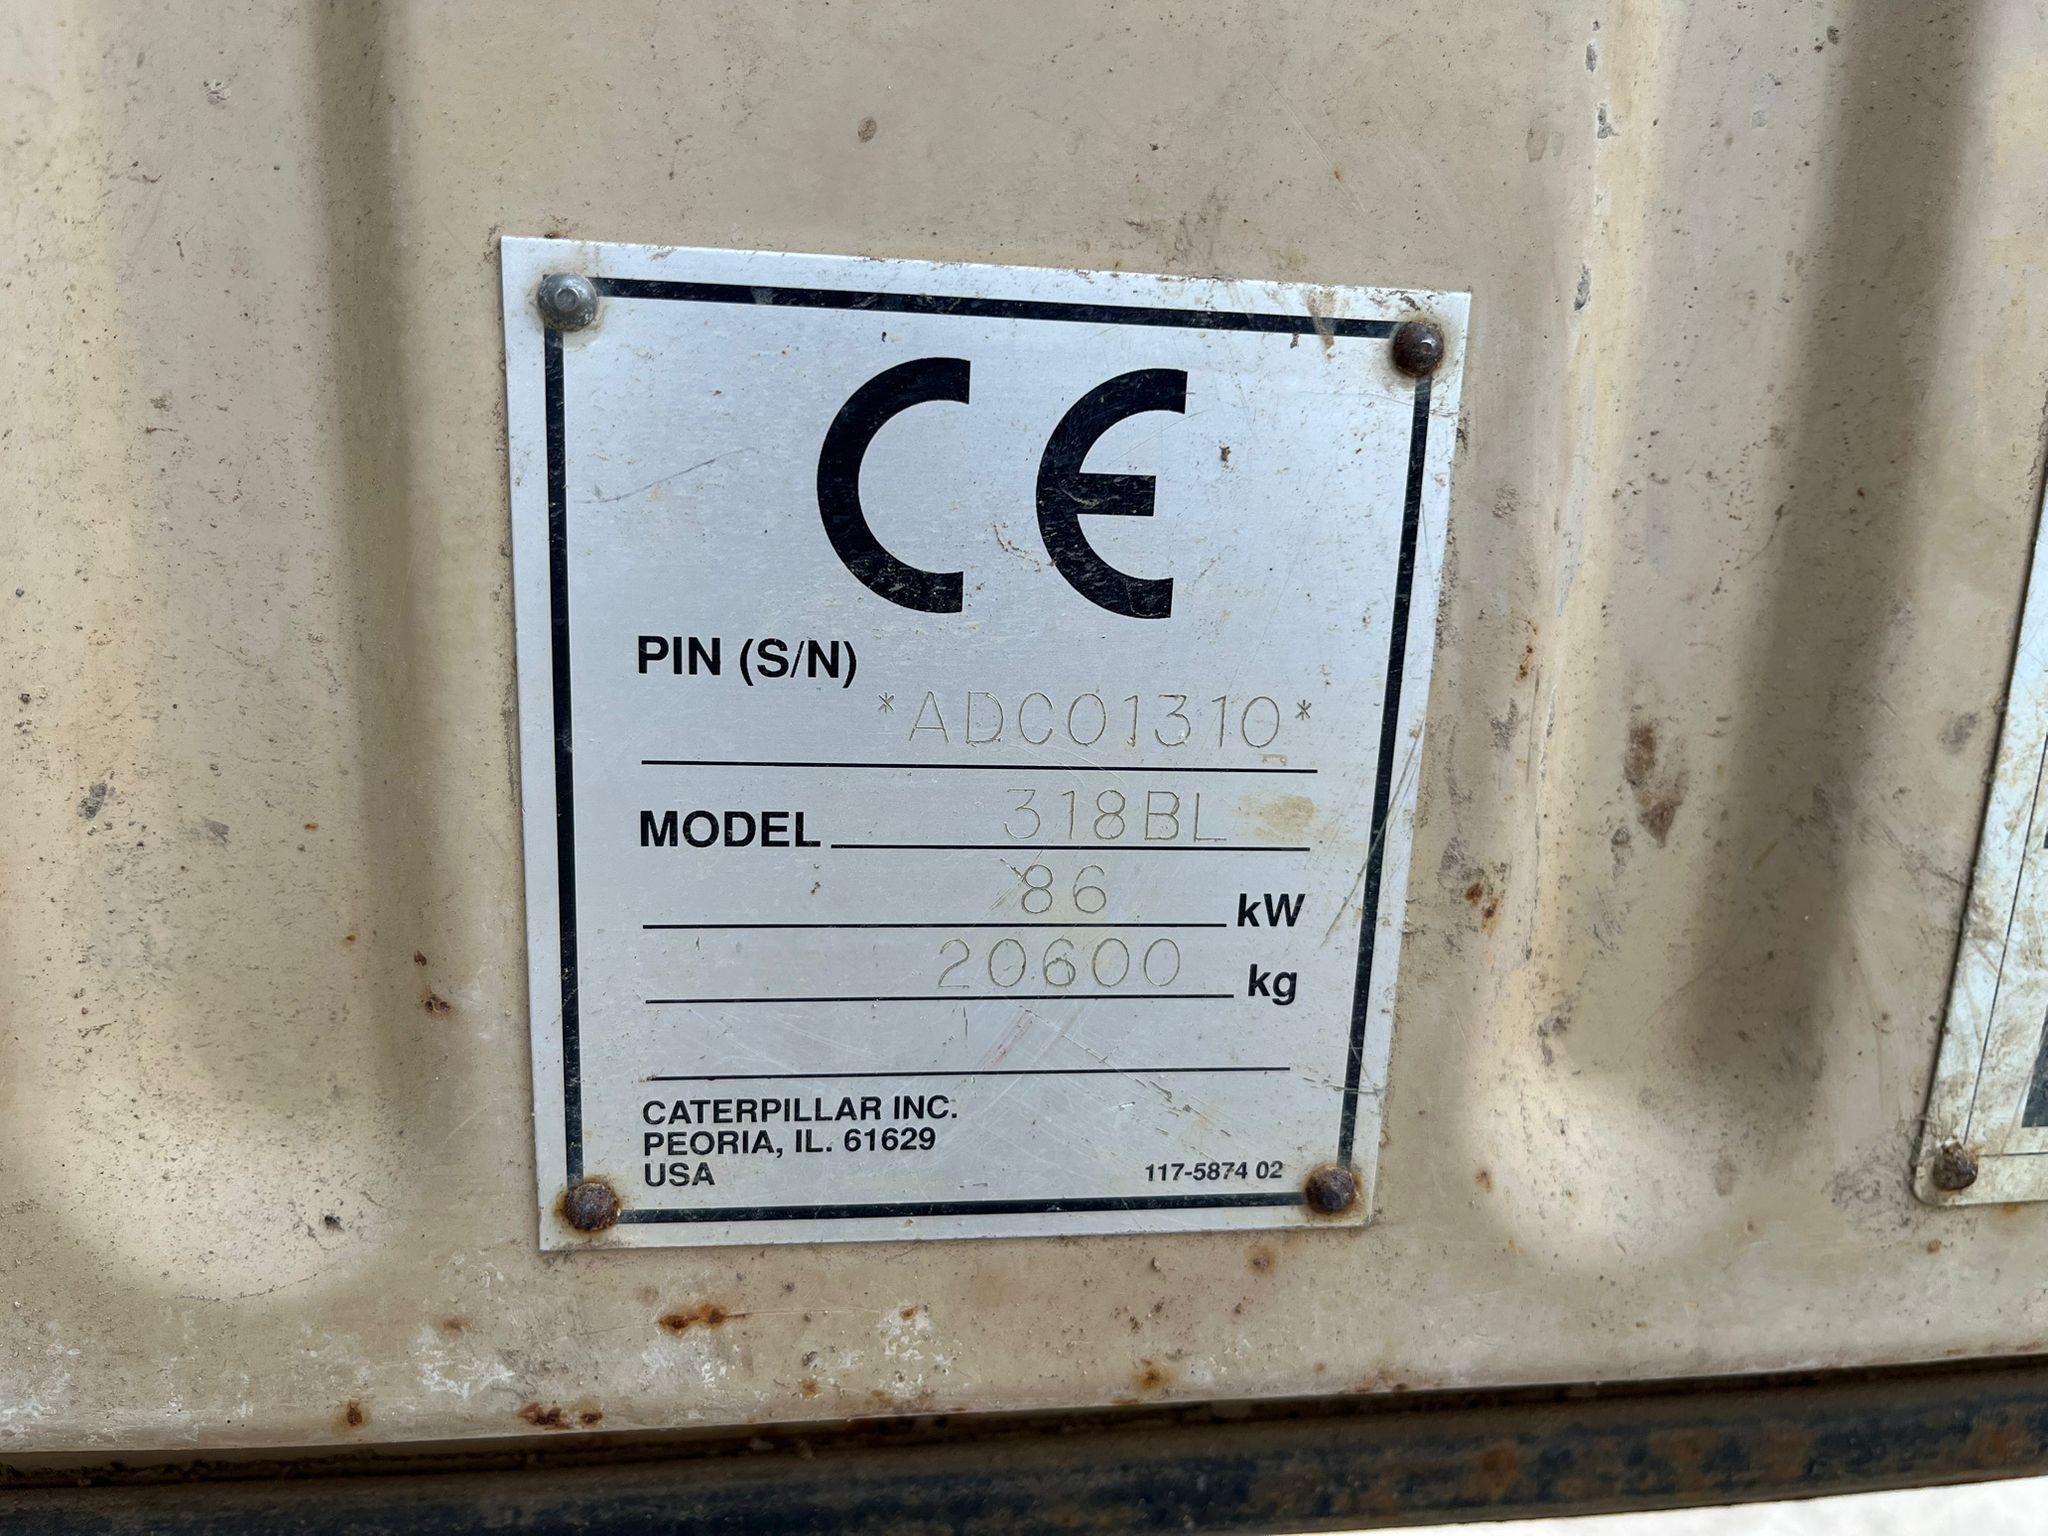 CE
PIN (S/N)
*ADC01310*
MODEL 318BL
86 kW
20600 kg
CATERPILLAR INC.
PEORIA, IL. 61629
USA
117-5874 02